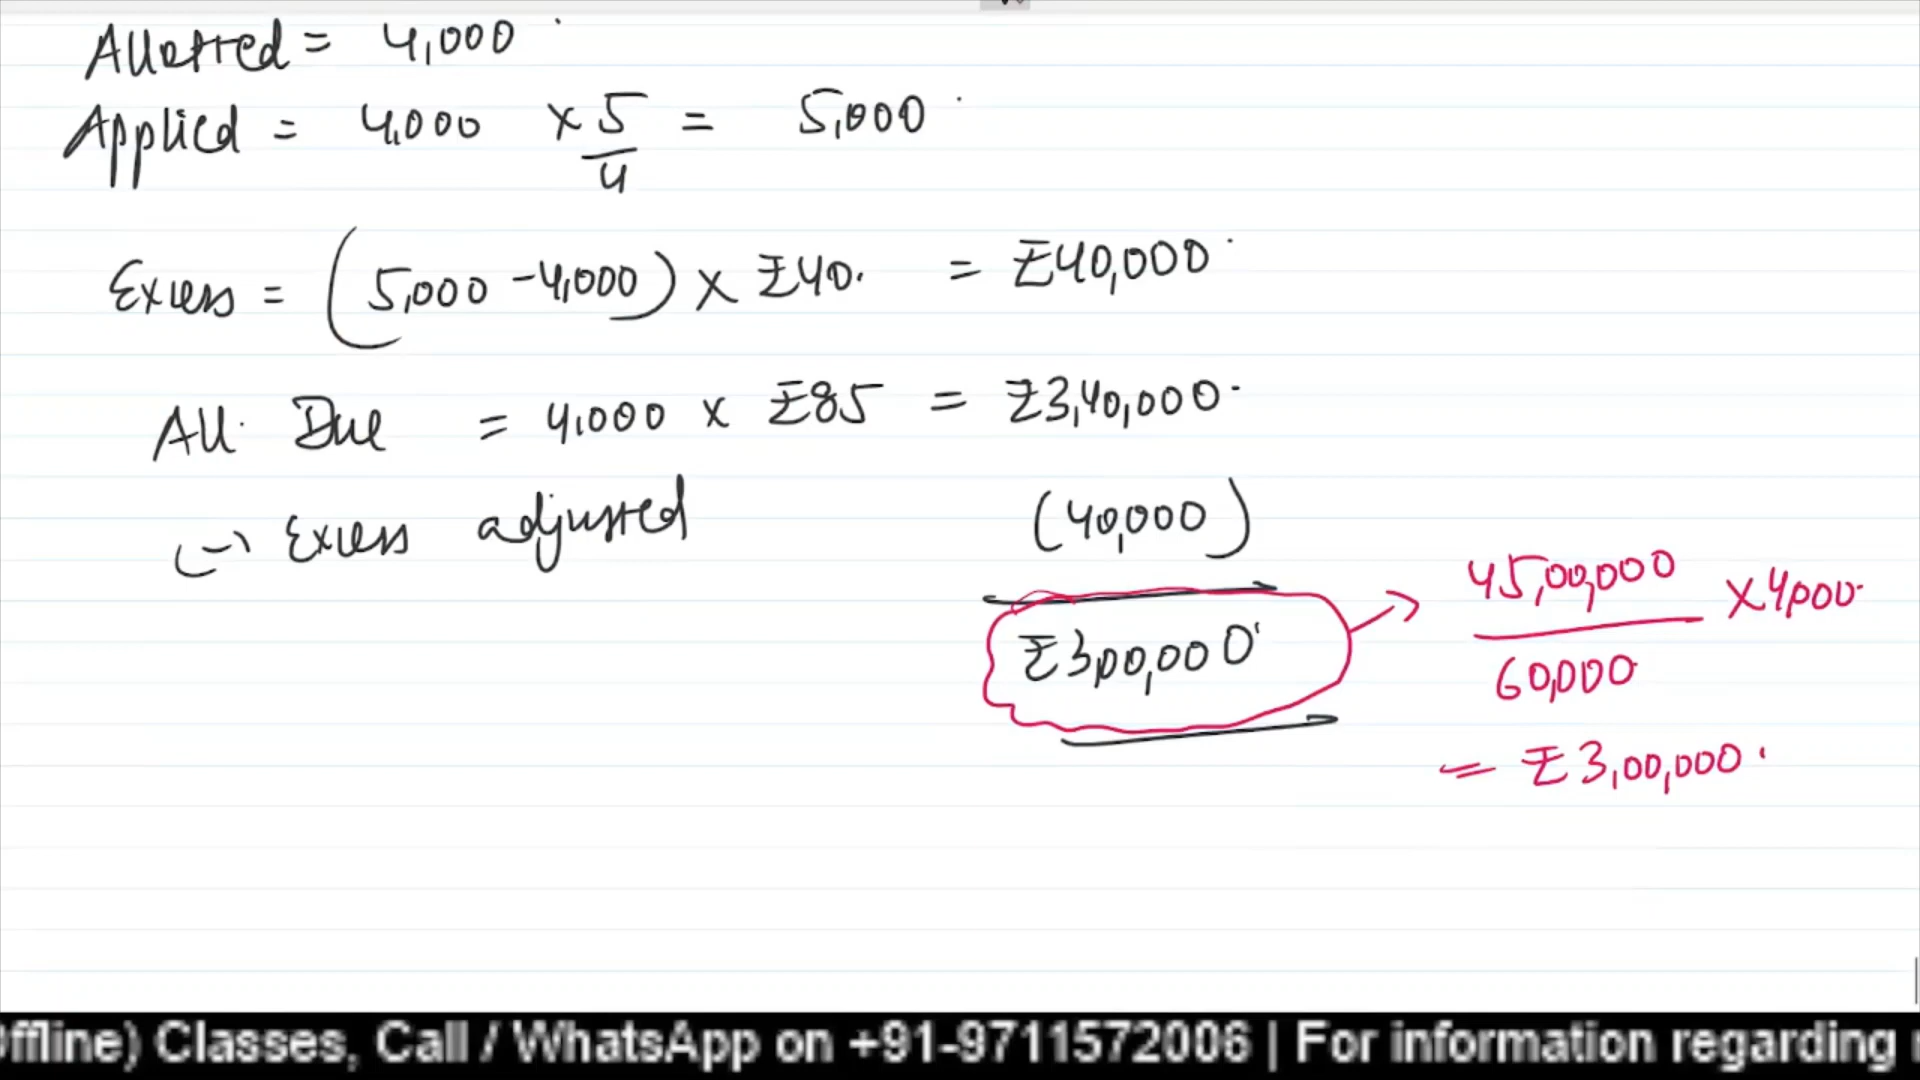 Allotted = 4,000
Applied = 4,000 × 5/4 = 5,000
Excess = (5,000 - 4,000) × ₹40. = ₹40,000
All. Due = 4,000 × ₹85 = ₹3,40,000.
(-) Excess adjusted (40,000)
₹3,00,000 → 45,00,000/60,000 × 4,000.
= ₹3,00,000.
Offline) Classes, Call / WhatsApp on +91-9711572006 | For information regarding